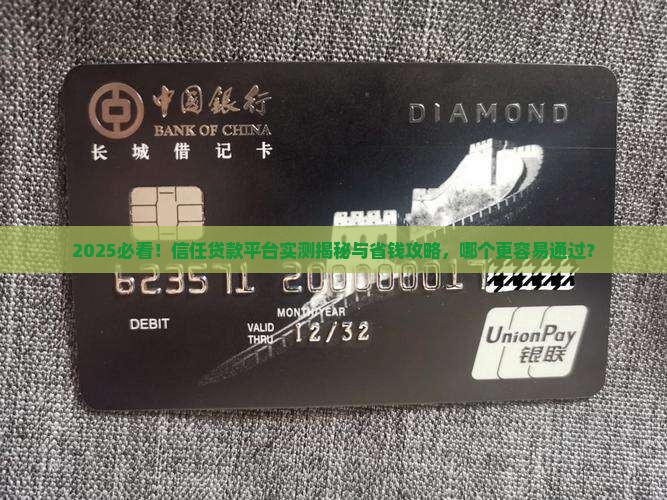 中国銀行
BANK OF CHINA
长城借记卡
DIAMOND
2025必看！信任贷款平台实测揭秘与省钱攻略，哪个更容易通过？
DEBIT
MONTH/YEAR
VALID THRU
12/32
UnionPay
银联